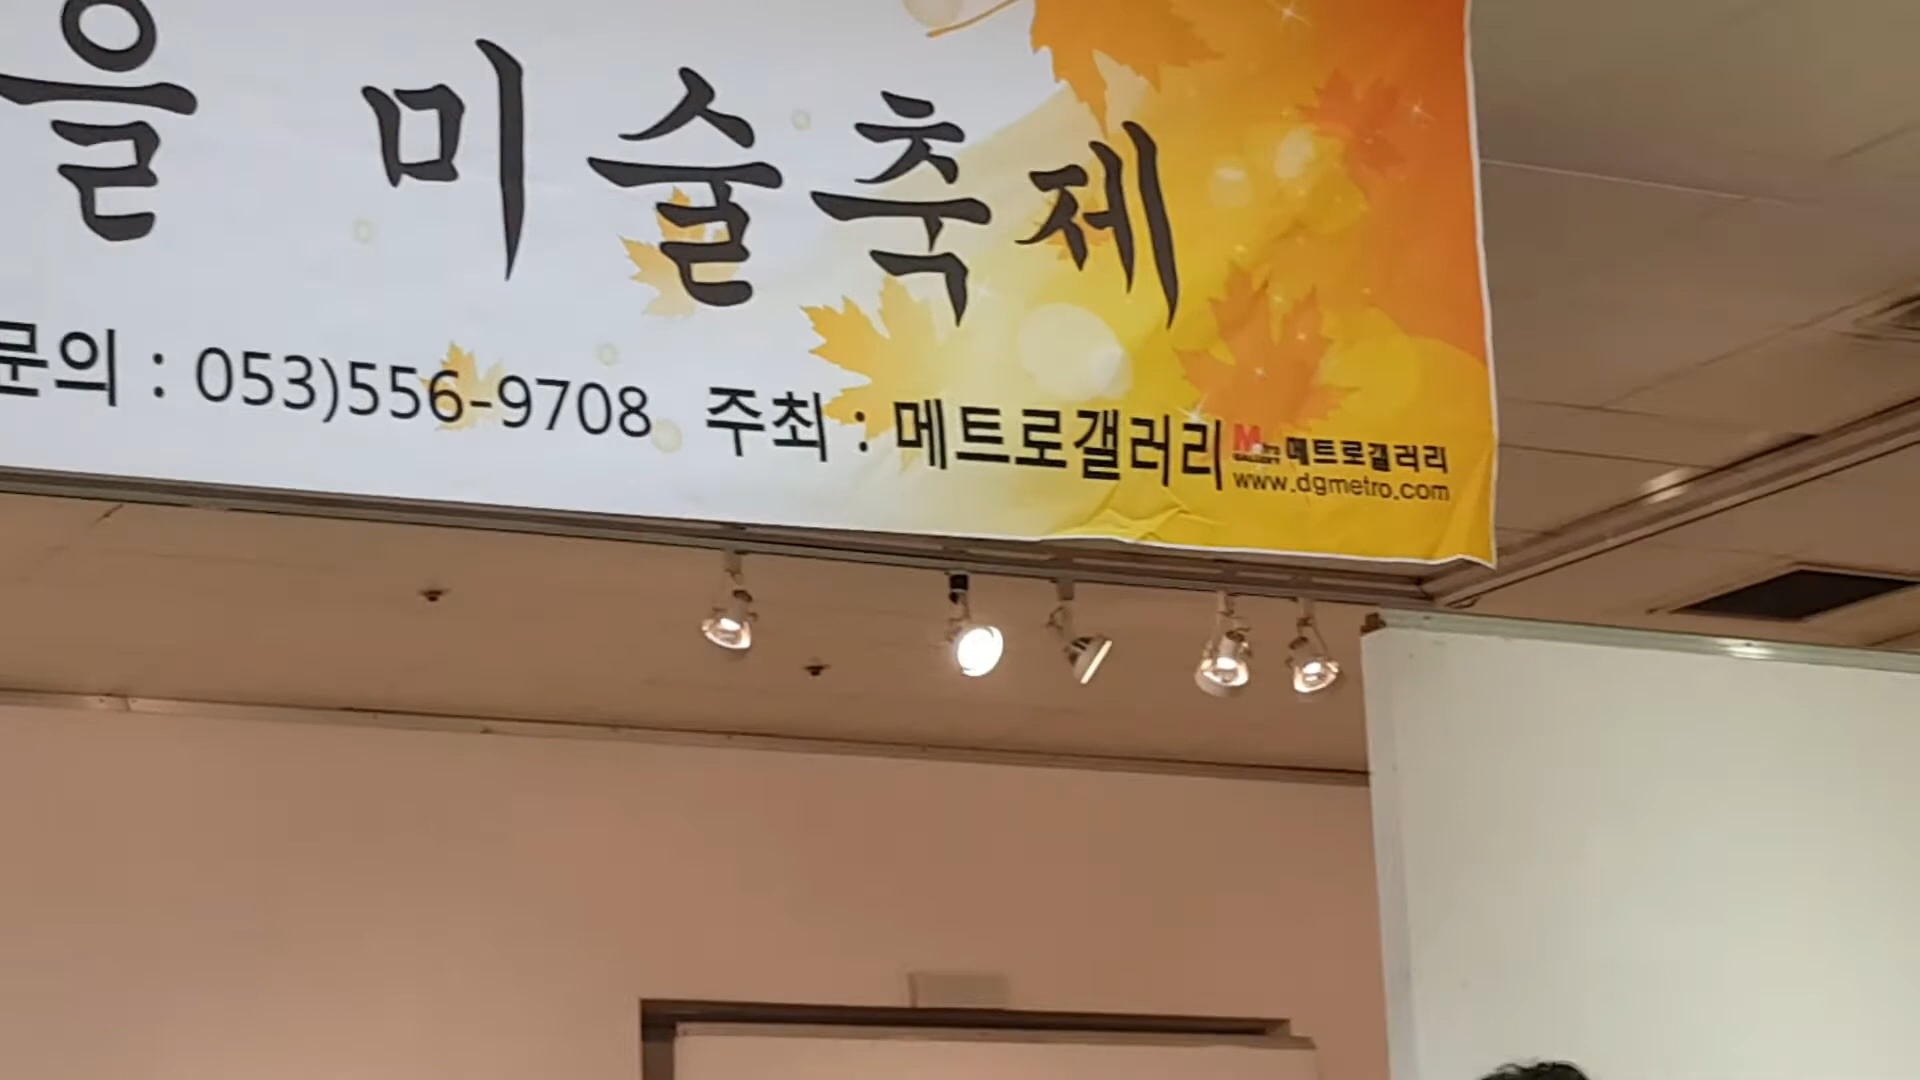 을 미술축제
문의 : 053)556-9708 주최 : 메트로갤러리
메트로갤러리
www.dgmetro.com